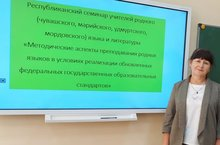 Республиканский семинар учителей родного
(чувашского, марийского, удмуртского,
мордовского) языка и литературы
«Методические аспекты преподавания родных
языков в условиях реализации обновленных
федеральных государственных образовательных
стандартов»